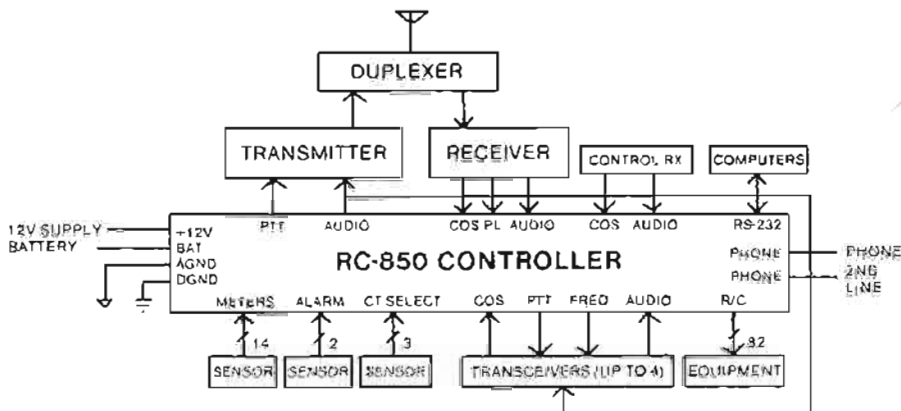 DUPLEXER
TRANSMITTER
RECEIVER
CONTROL RX
COMPUTERS
PTT AUDIO COS PL AUDIO COS AUDIO RS-232
12V SUPPLY +12V
BATTERY BAT
AGND
DGND
RC-850 CONTROLLER
PHONE PHONE
PHONE 2ND
LINE
METERS ALARM CT SELECT COS PTT FREQ AUDIO R/C
14 2 3 32
SENSOR SENSOR SENSOR TRANSCEIVERS (UP TO 4) EQUIPMENT